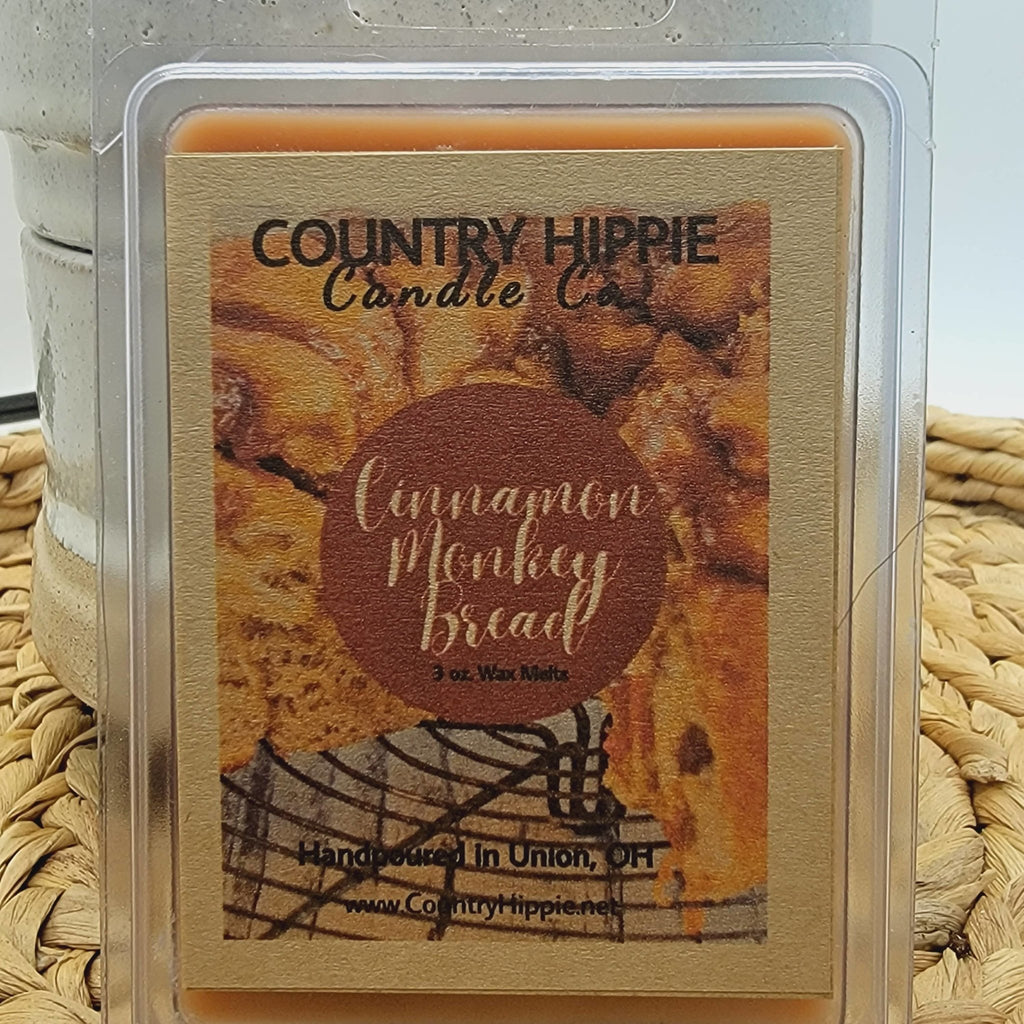 COUNTRY HIPPIE
Candle Co.
Cinnamon
Monkey
Bread
3 oz. Wax Melts
Handpoured in Union, OH
www.CountryHippie.net